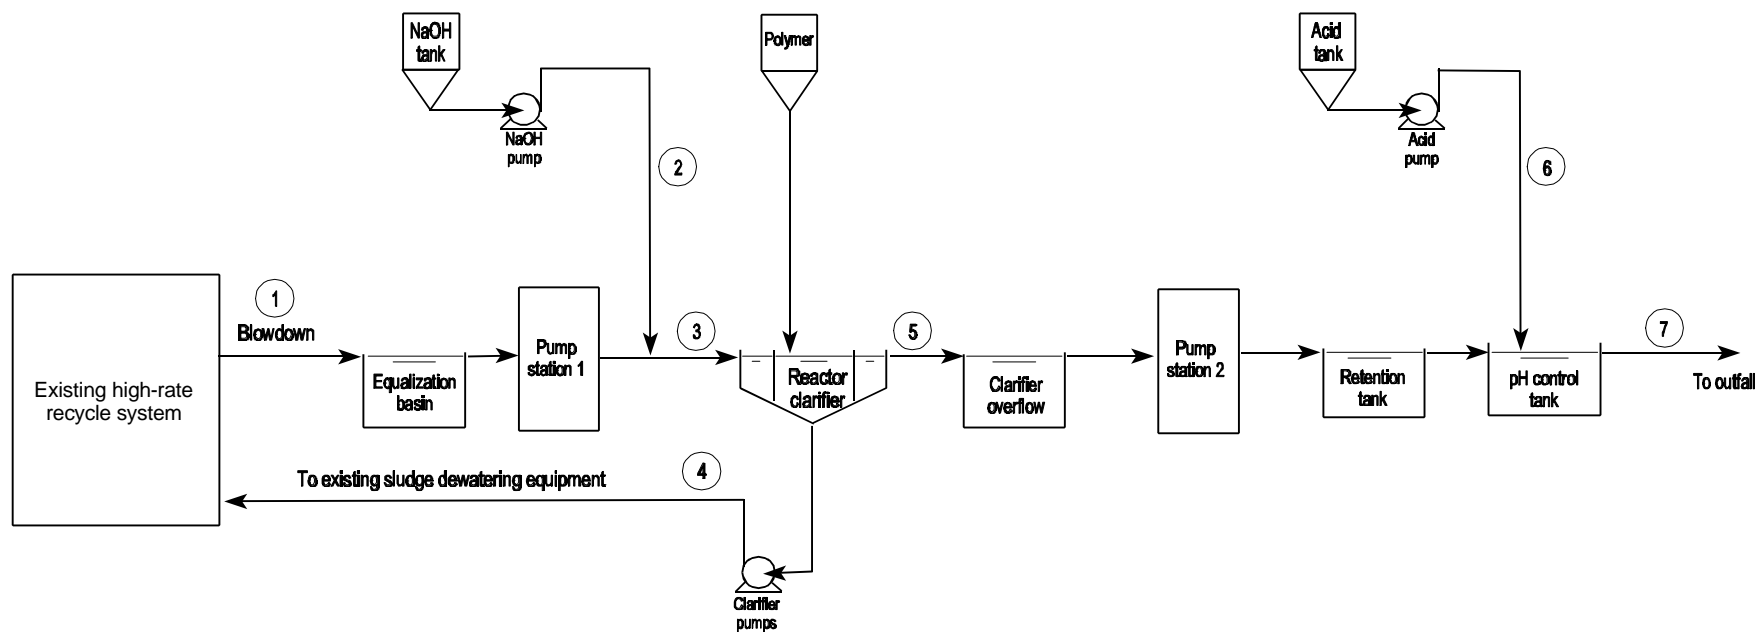 NaOH
tank
Polymer
Acid
tank
NaOH
pump
Acid
pump
2
6
1
Blowdown
3
5
7
Existing high-rate
recycle system
Equalization
basin
Pump
station 1
Reactor
clarifier
Clarifier
overflow
Pump
station 2
Retention
tank
pH control
tank
To outfall
To existing sludge dewatering equipment
4
Clarifier
pumps